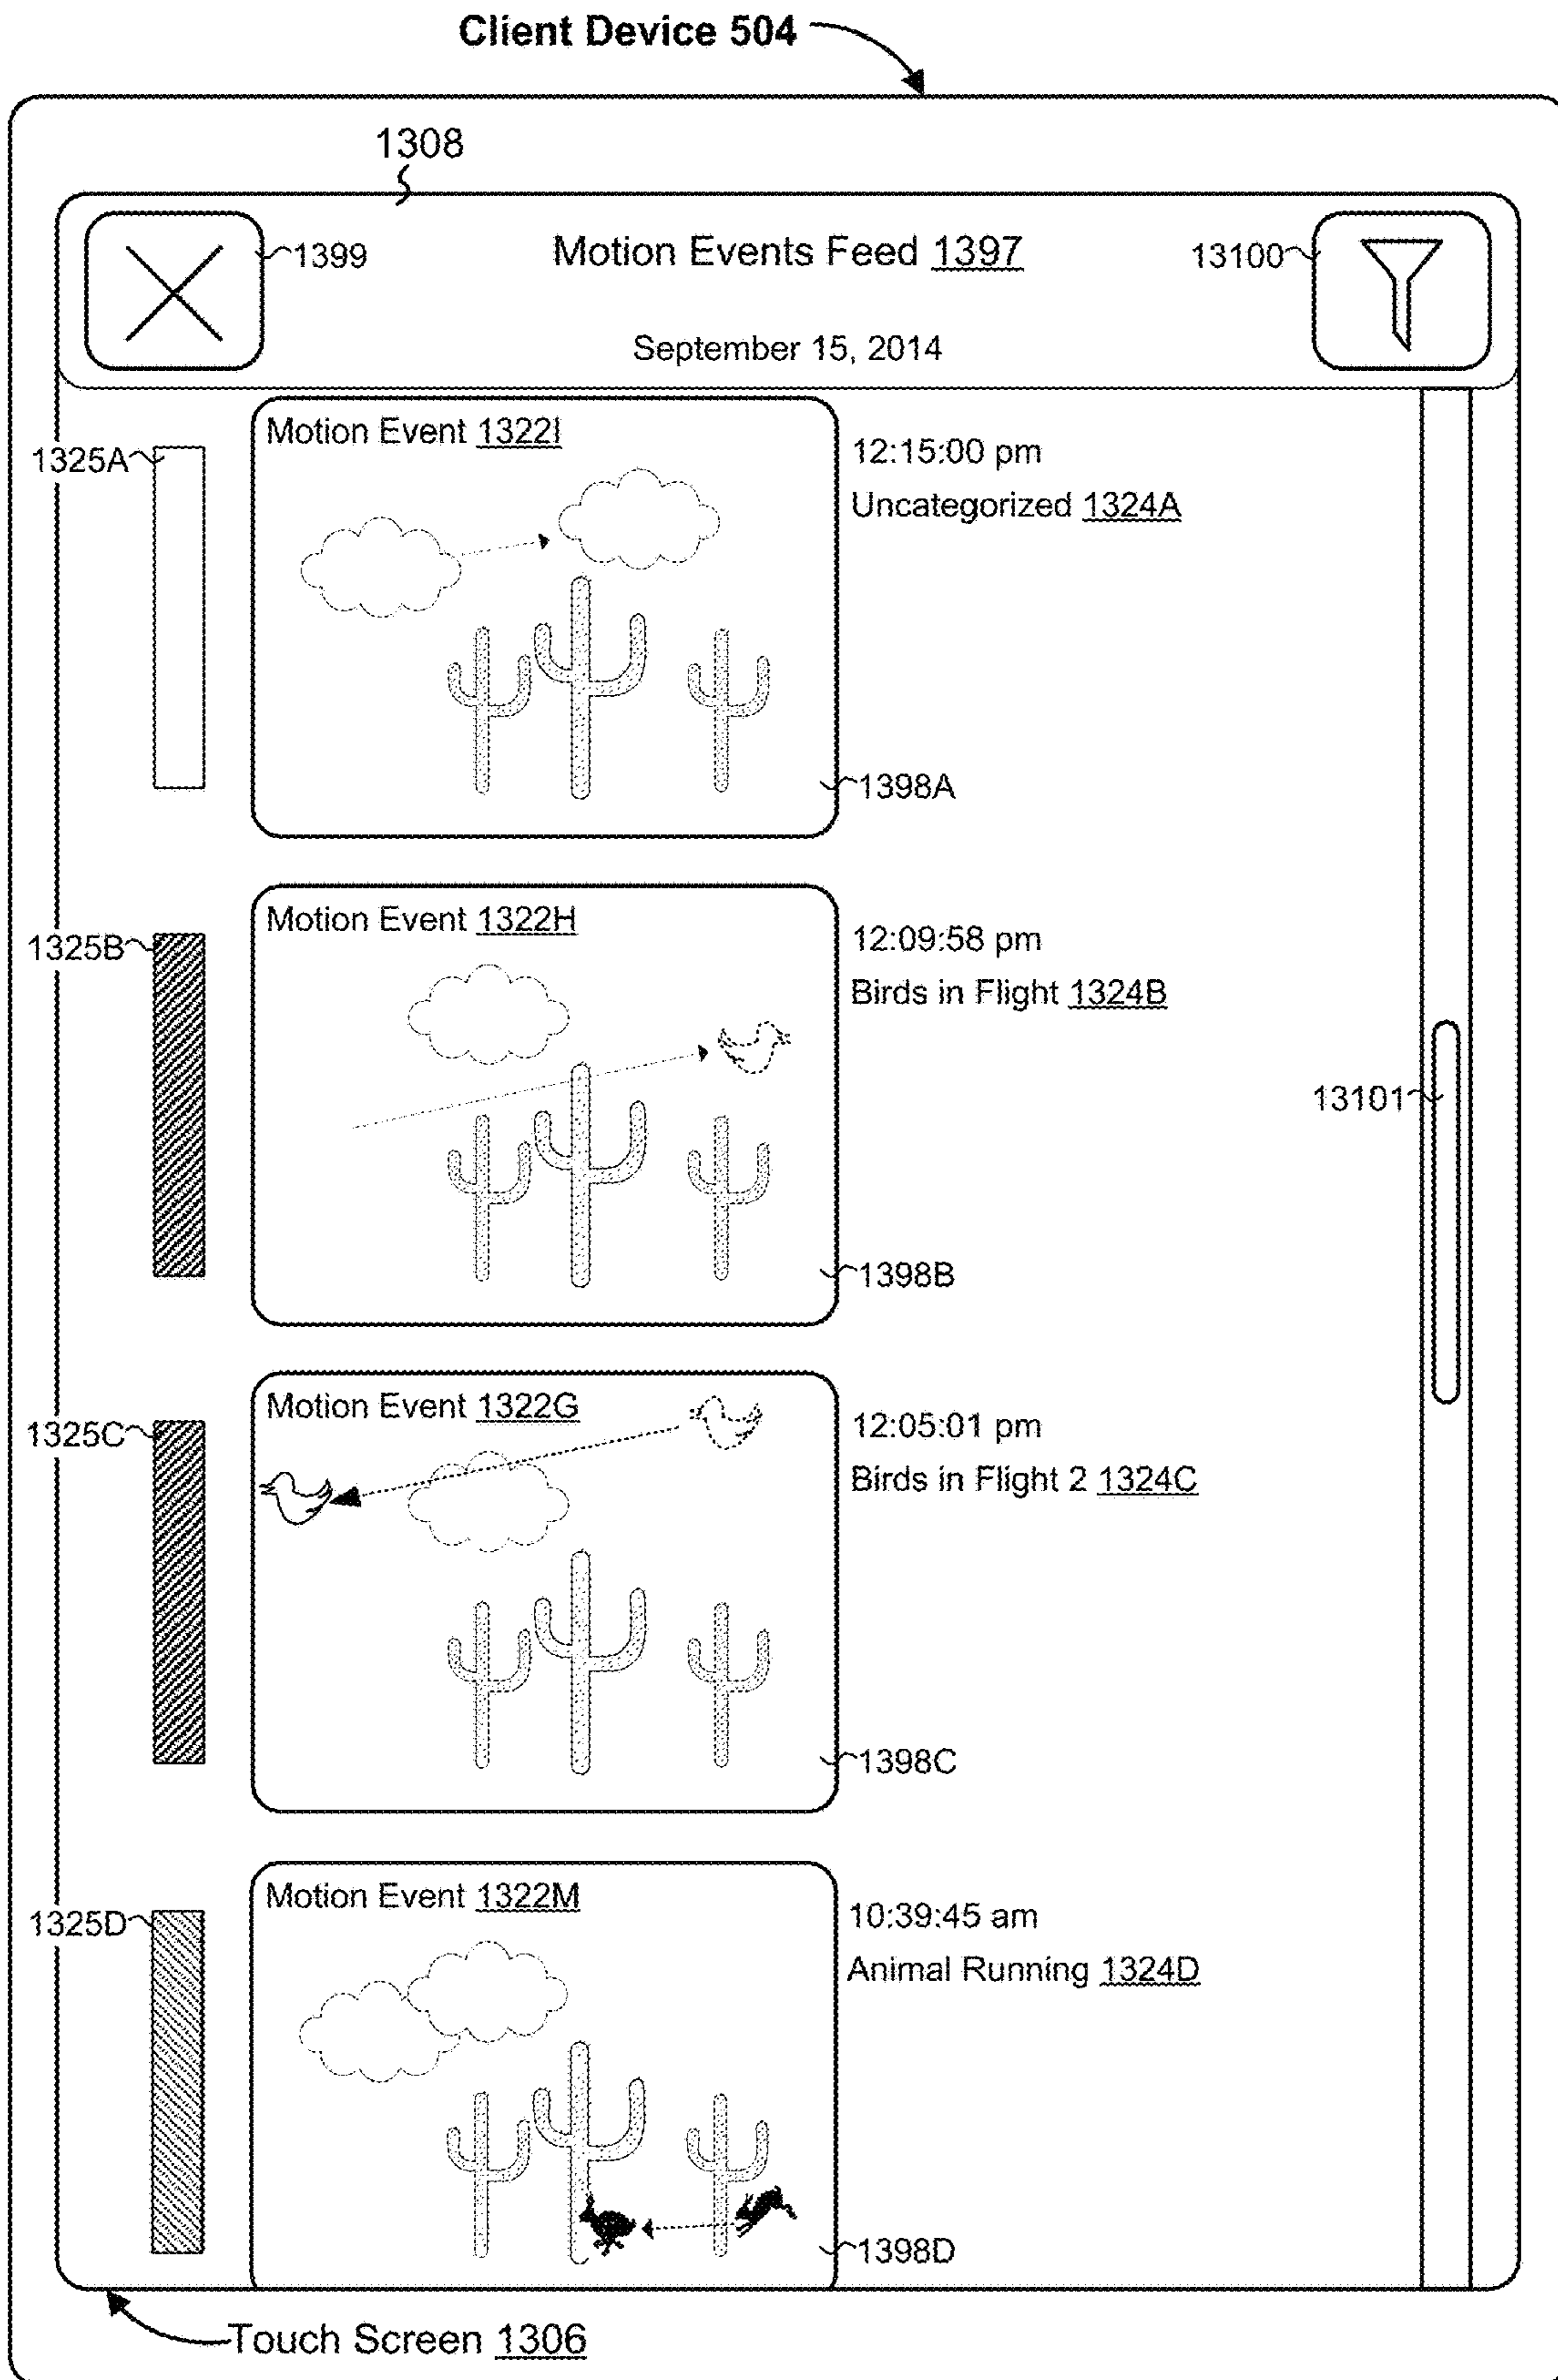 Client Device 504
1308
1399
Motion Events Feed 1397
13100
September 15, 2014
1325A
Motion Event 1322I
12:15:00 pm
Uncategorized 1324A
1398A
1325B
Motion Event 1322H
12:09:58 pm
Birds in Flight 1324B
13101
1398B
1325C
Motion Event 1322G
12:05:01 pm
Birds in Flight 2 1324C
1398C
1325D
Motion Event 1322M
10:39:45 am
Animal Running 1324D
1398D
Touch Screen 1306